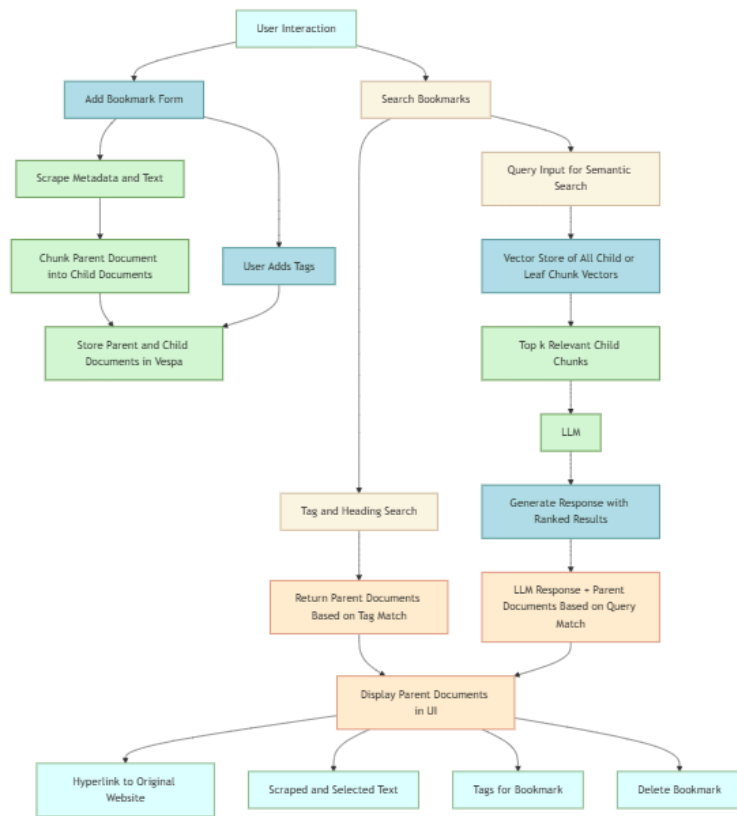 User Interaction
Add Bookmark Form
Search Bookmarks
Scrape Metadata and Text
Query Input for Semantic
Search
Chunk Parent Document
into Child Documents
User Adds Tags
Vector Store of All Child or
Leaf Chunk Vectors
Store Parent and Child
Documents in Vespa
Top k Relevant Child
Chunks
LLM
Tag and Heading Search
Generate Response with
Ranked Results
Return Parent Documents
Based on Tag Match
LLM Response + Parent
Documents Based on Query
Match
Display Parent Documents
in UI
Hyperlink to Original
Website
Scraped and Selected Text
Tags for Bookmark
Delete Bookmark